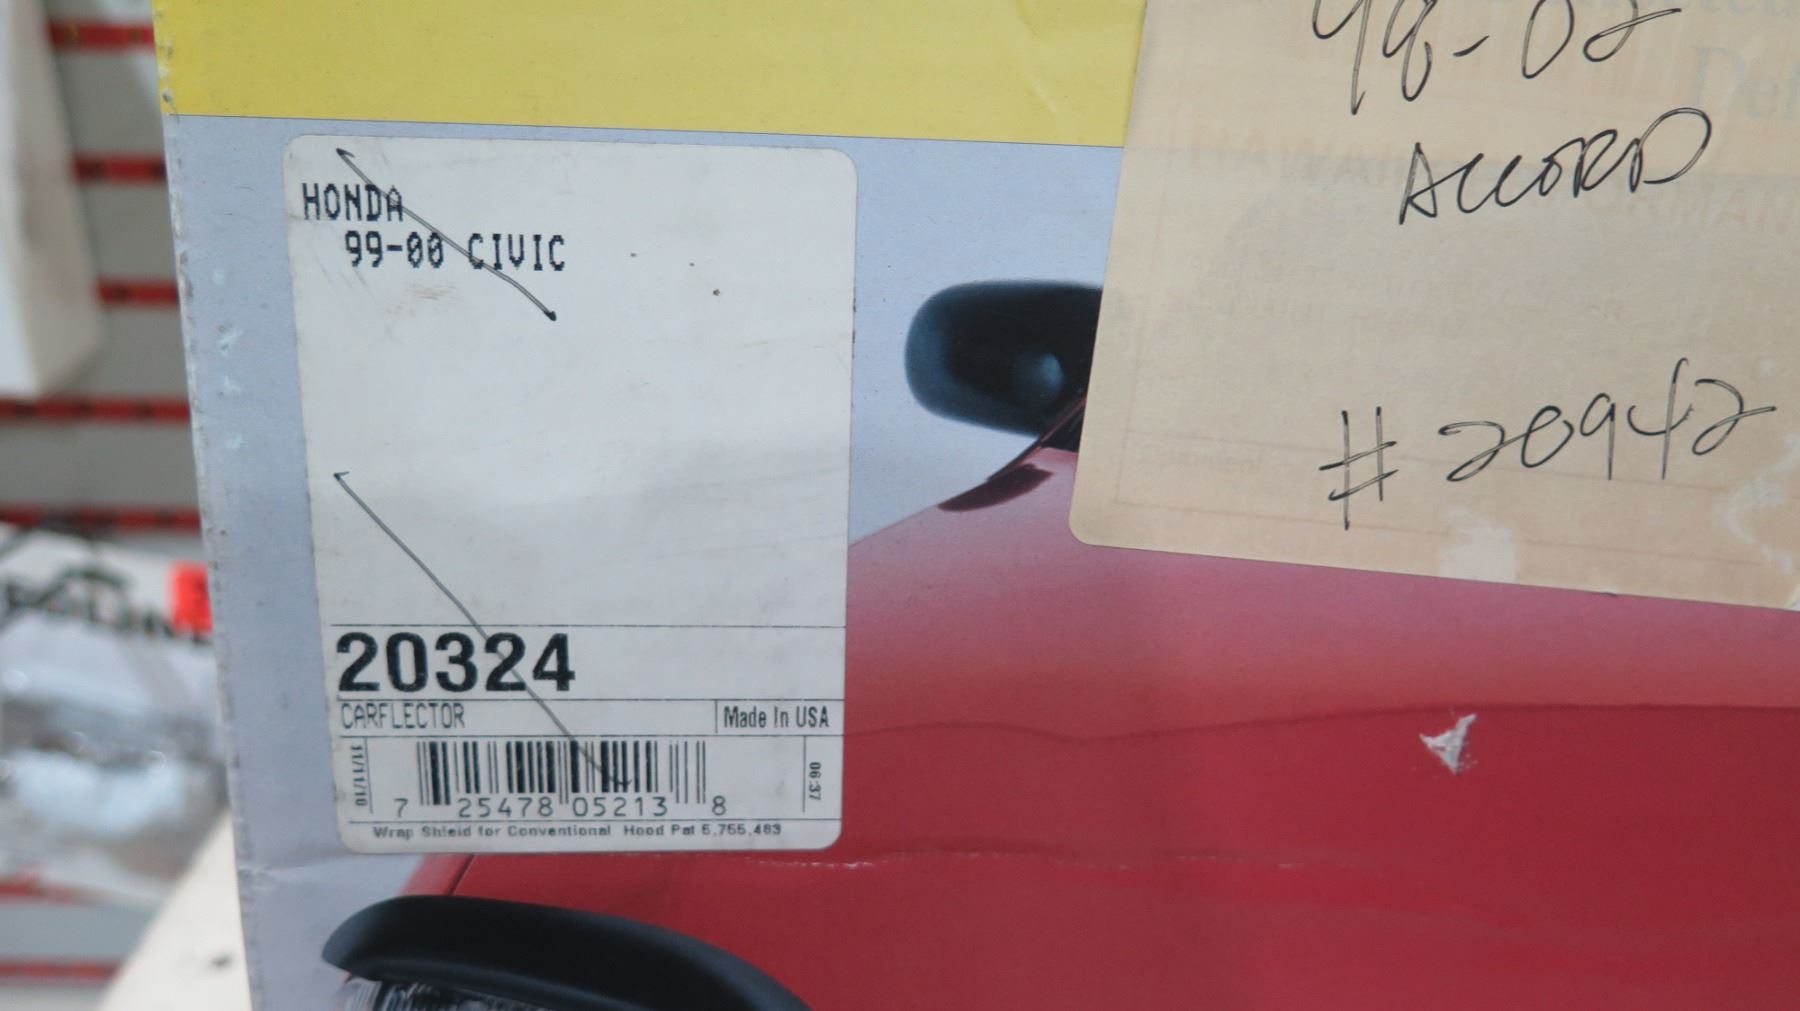 HONDA
99-00 CIVIC
20324
CARFLECTOR
Made In USA
11/11/10
06:37
7 25478 05213 8
Wrap Shield for Conventional Hood Pat 5,755,483
98-02
ACCORD
#20942